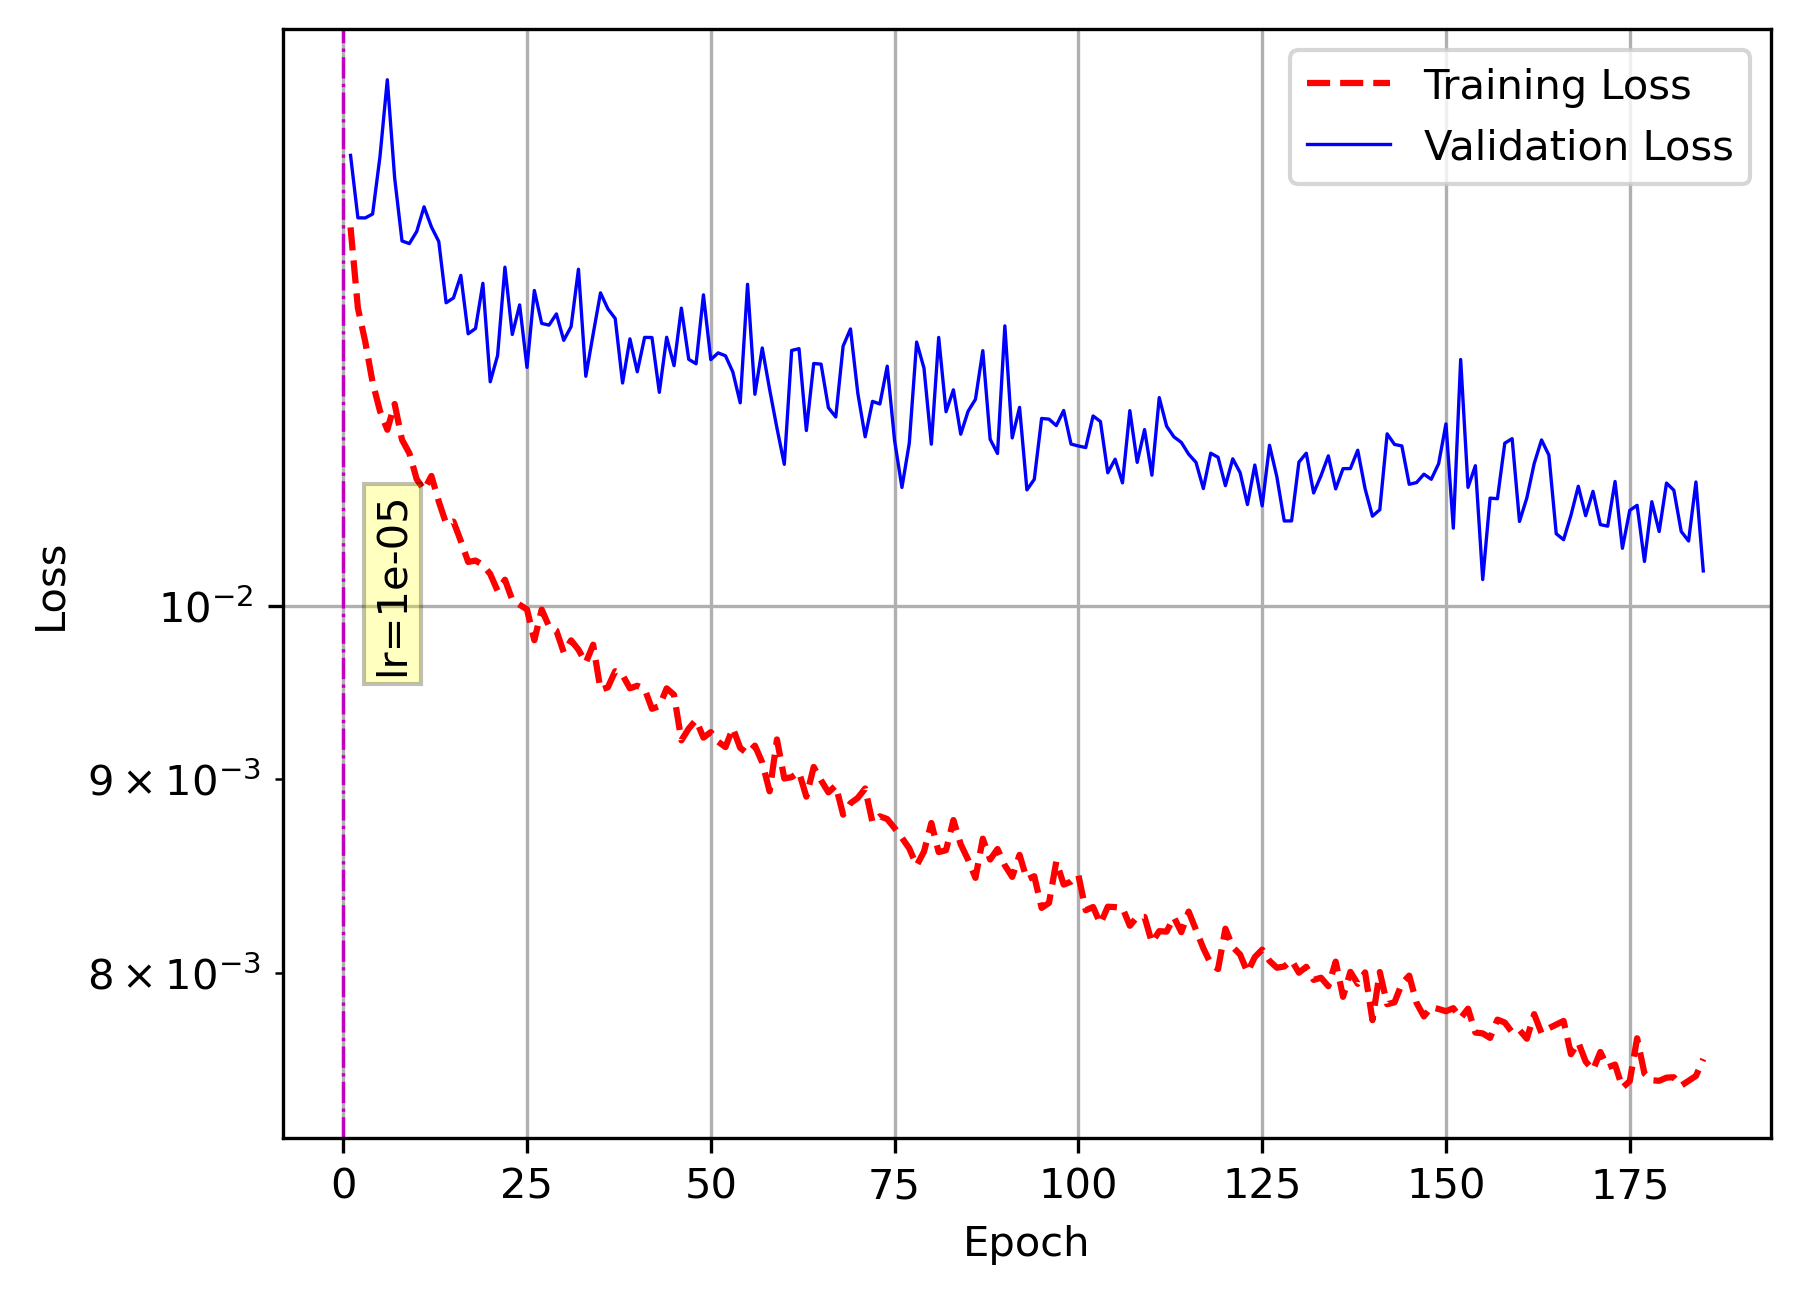 Training Loss
Validation Loss
Loss
10⁻²
9 × 10⁻³
8 × 10⁻³
lr=1e-05
0 25 50 75 100 125 150 175
Epoch